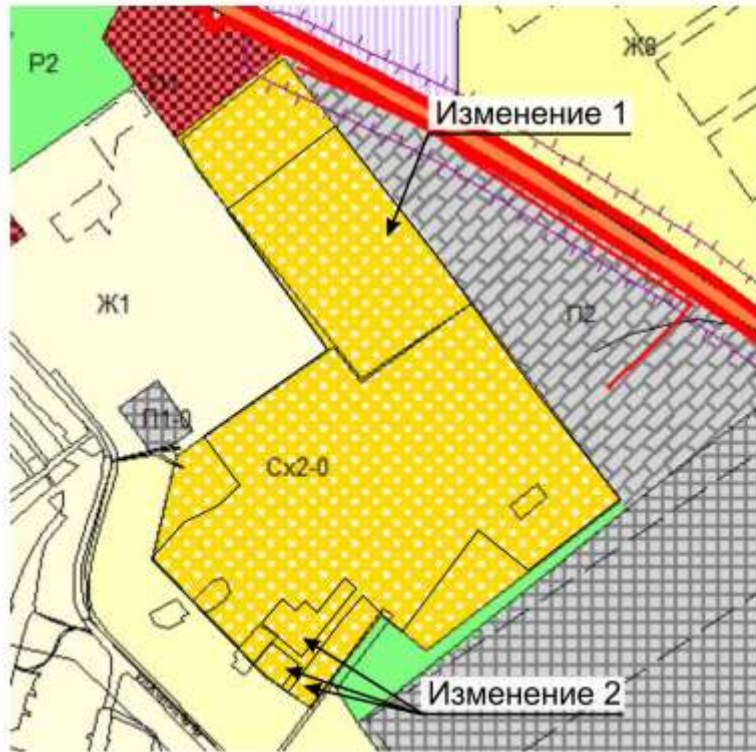 Р2
О1
Ж8
Изменение 1
Ж1
П2
П1-0
Сх2-0
Изменение 2